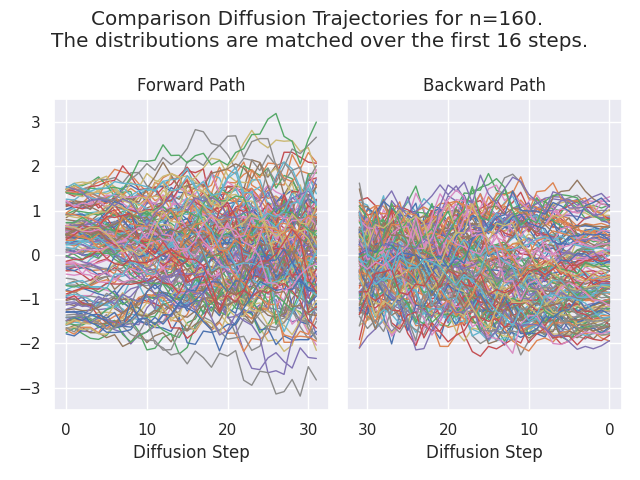 Comparison Diffusion Trajectories for n=160.
The distributions are matched over the first 16 steps.
Forward Path
Backward Path
3
2
1
0
−1
−2
−3
0 10 20 30
30 20 10 0
Diffusion Step
Diffusion Step